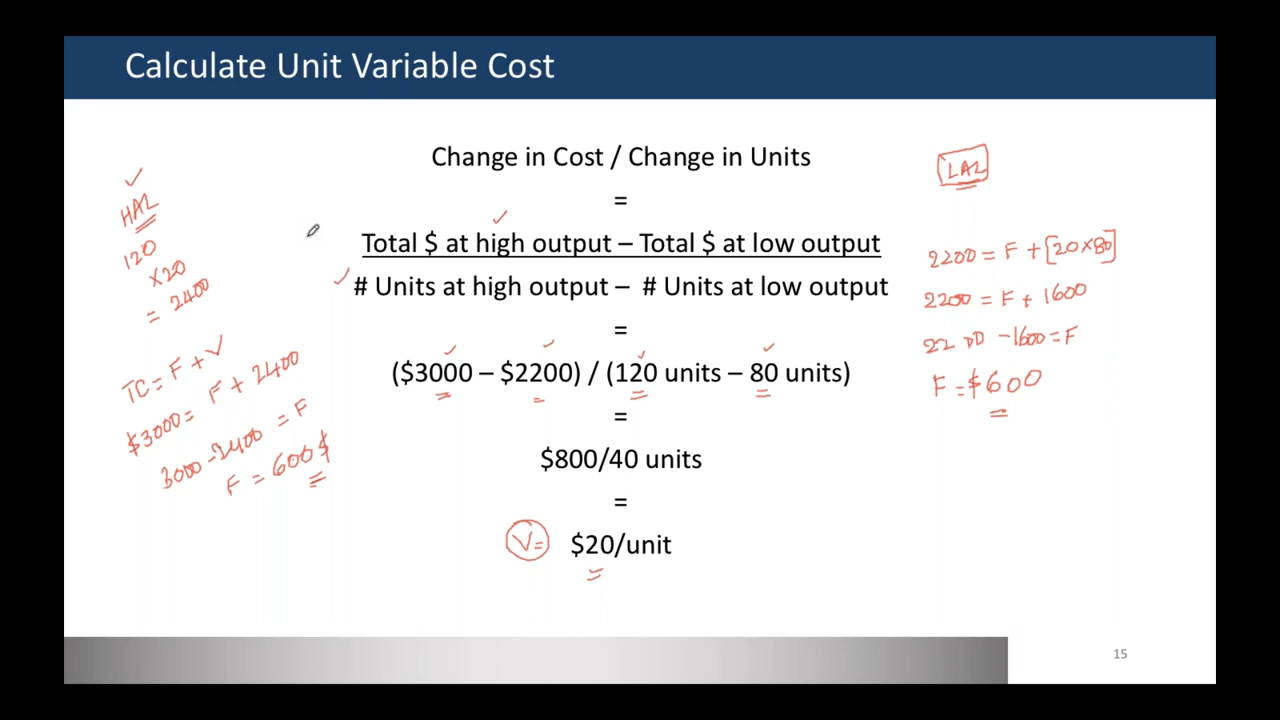 Calculate Unit Variable Cost
Change in Cost / Change in Units
=
Total $ at high output – Total $ at low output
# Units at high output – # Units at low output
=
($3000 – $2200) / (120 units – 80 units)
=
$800/40 units
=
V= $20/unit
HAL
120
×20
= 2400
TC = F + V
$3000 = F + 2400
3000 - 2400 = F
F = 600$
LAL
2200 = F + [20×80]
2200 = F + 1600
2200 - 1600 = F
F = $600
15